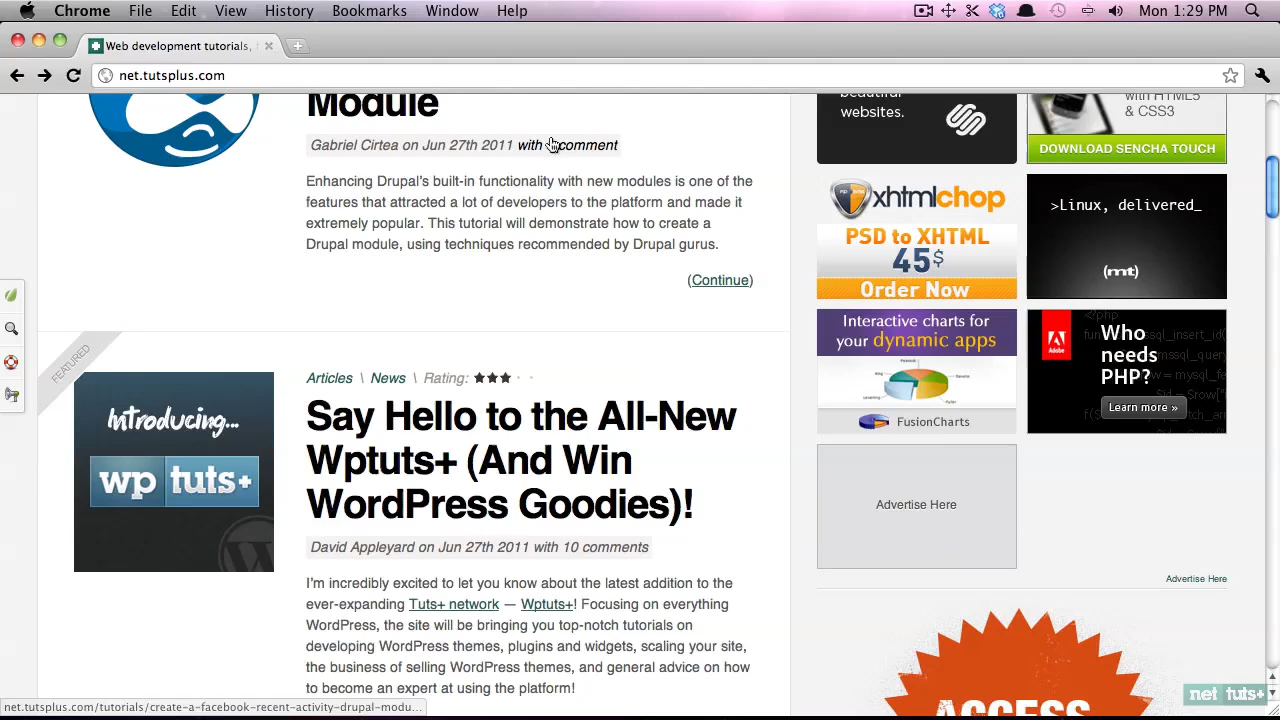 Chrome File Edit View History Bookmarks Window Help Mon 1:29 PM
Web development tutorials,
net.tutsplus.com
Module
Gabriel Cirtea on Jun 27th 2011 with comment
Enhancing Drupal's built-in functionality with new modules is one of the
features that attracted a lot of developers to the platform and made it
extremely popular. This tutorial will demonstrate how to create a
Drupal module, using techniques recommended by Drupal gurus.
(Continue)
FEATURED
Introducing...
wp tuts+
Articles \ News \ Rating:
Say Hello to the All-New
Wptuts+ (And Win
WordPress Goodies)!
David Appleyard on Jun 27th 2011 with 10 comments
I'm incredibly excited to let you know about the latest addition to the
ever-expanding Tuts+ network — Wptuts+! Focusing on everything
WordPress, the site will be bringing you top-notch tutorials on
developing WordPress themes, plugins and widgets, scaling your site,
the business of selling WordPress themes, and general advice on how
to become an expert at using the platform!
beautiful
websites.
with HTML5
& CSS3
DOWNLOAD SENCHA TOUCH
xhtmlchop
PSD to XHTML
45$
Order Now
>Linux, delivered_
(mt)
Interactive charts for
your dynamic apps
FusionCharts
Adobe
Who
needs
PHP?
Learn more »
Advertise Here
Advertise Here
ACCESS
net.tutsplus.com/tutorials/create-a-facebook-recent-activity-drupal-modu...
net tuts+